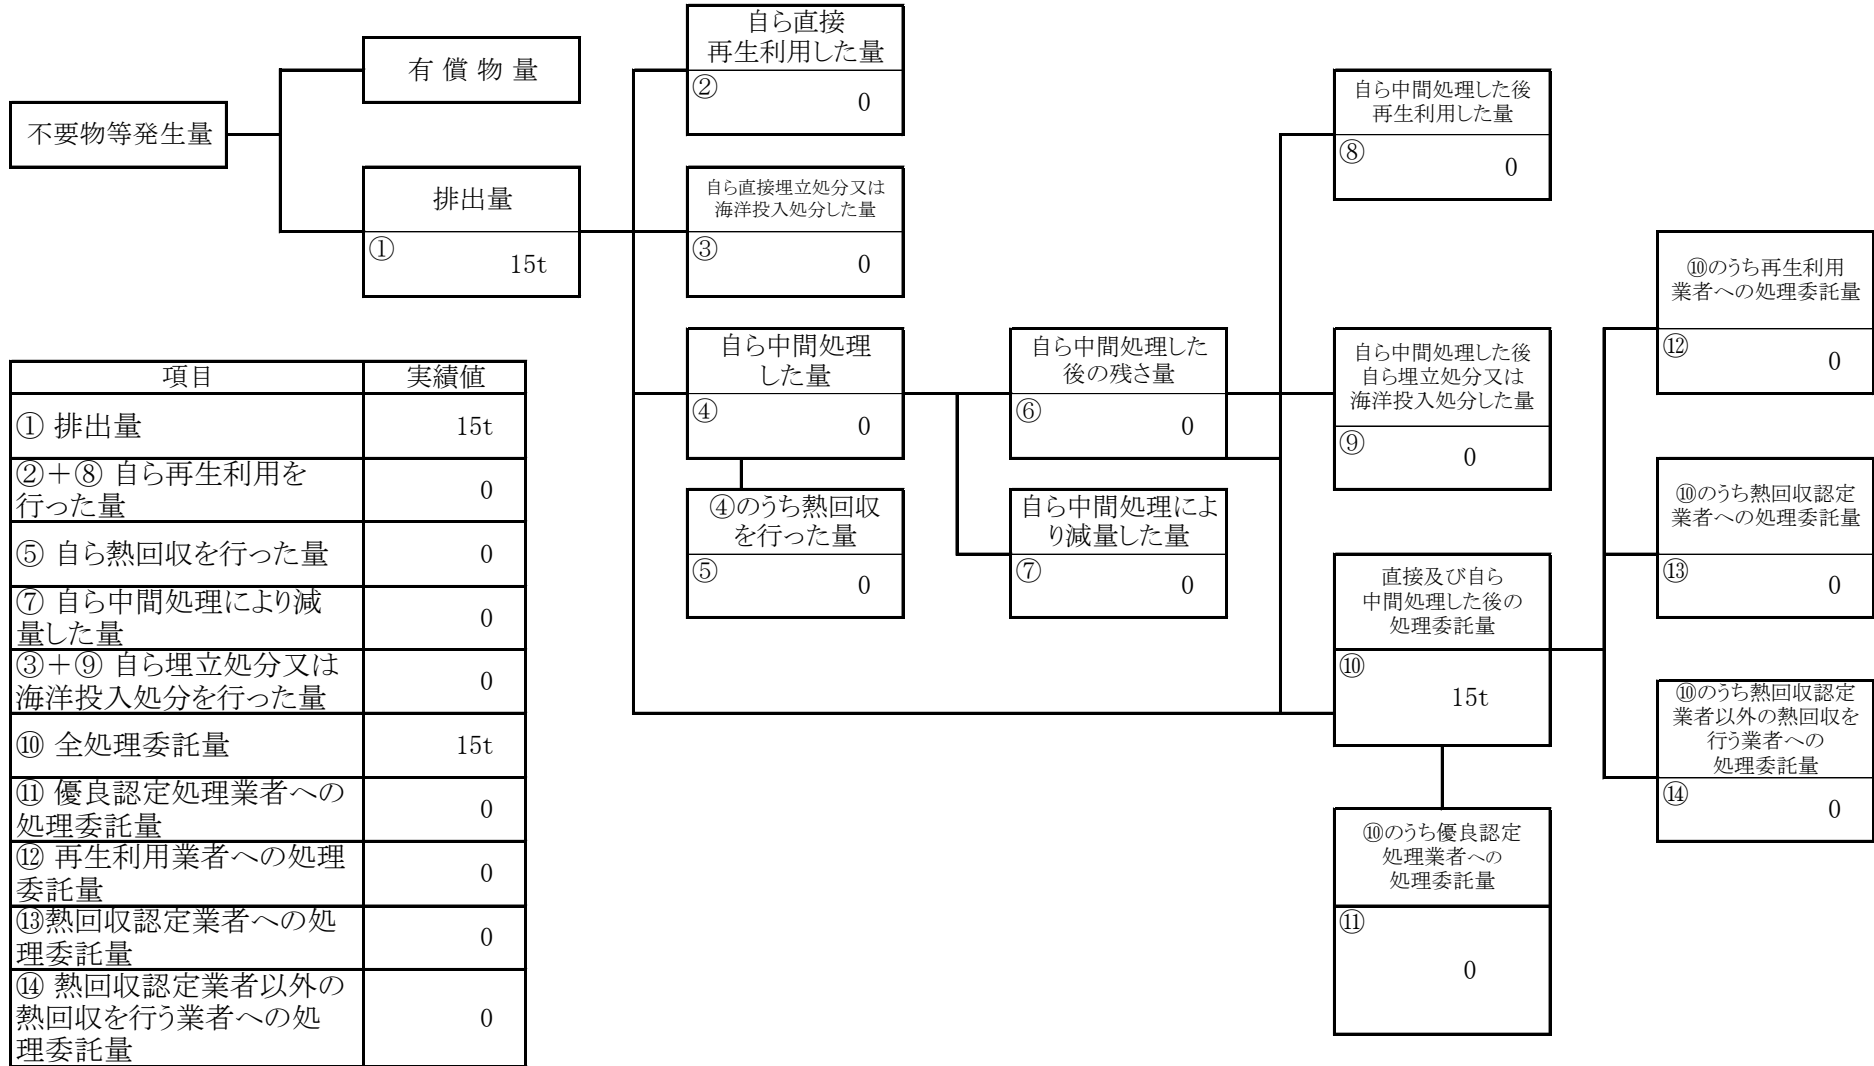 不要物等発生量
有 償 物 量
排出量
①
15t
自ら直接
再生利用した量
②
0
自ら直接埋立処分又は
海洋投入処分した量
③
0
自ら中間処理
した量
④
0
④のうち熱回収
を行った量
⑤
0
自ら中間処理した
後の残さ量
⑥
0
自ら中間処理によ
り減量した量
⑦
0
自ら中間処理した後
再生利用した量
⑧
0
自ら中間処理した後
自ら埋立処分又は
海洋投入処分した量
⑨
0
直接及び自ら
中間処理した後の
処理委託量
⑩
15t
⑩のうち優良認定
処理業者への
処理委託量
⑪
0
⑩のうち再生利用
業者への処理委託量
⑫
0
⑩のうち熱回収認定
業者への処理委託量
⑬
0
⑩のうち熱回収認定
業者以外の熱回収を
行う業者への
処理委託量
⑭
0
項目 実績値
① 排出量 15t
②＋⑧ 自ら再生利用を
行った量 0
⑤ 自ら熱回収を行った量 0
⑦ 自ら中間処理により減
量した量 0
③＋⑨ 自ら埋立処分又は
海洋投入処分を行った量 0
⑩ 全処理委託量 15t
⑪ 優良認定処理業者への
処理委託量 0
⑫ 再生利用業者への処理
委託量 0
⑬熱回収認定業者への処
理委託量 0
⑭ 熱回収認定業者以外の
熱回収を行う業者への処 0
理委託量